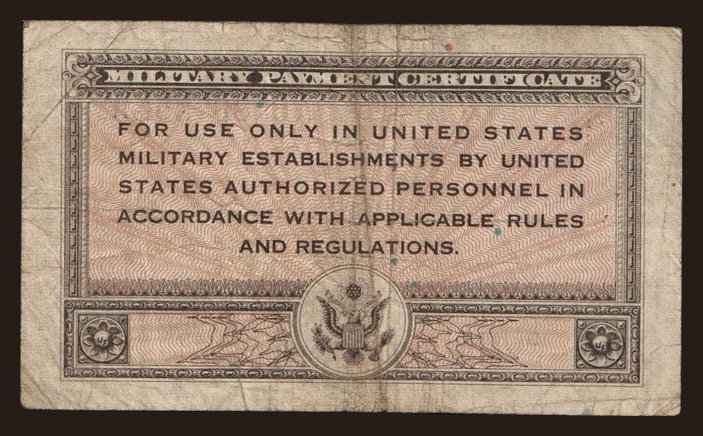 MILITARY PAYMENT CERTIFICATE
FOR USE ONLY IN UNITED STATES
MILITARY ESTABLISHMENTS BY UNITED
STATES AUTHORIZED PERSONNEL IN
ACCORDANCE WITH APPLICABLE RULES
AND REGULATIONS.